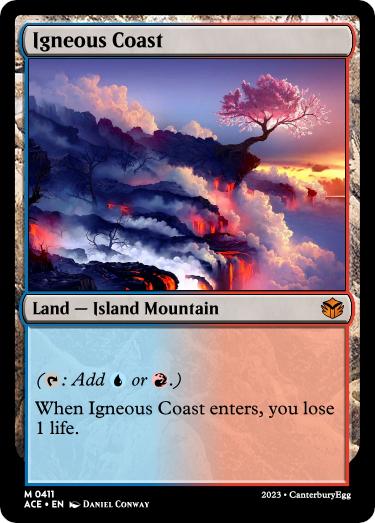 Igneous Coast
Land — Island Mountain
( : Add or .)
When Igneous Coast enters, you lose
1 life.
M 0411
ACE • EN Daniel Conway
2023 • CanterburyEgg